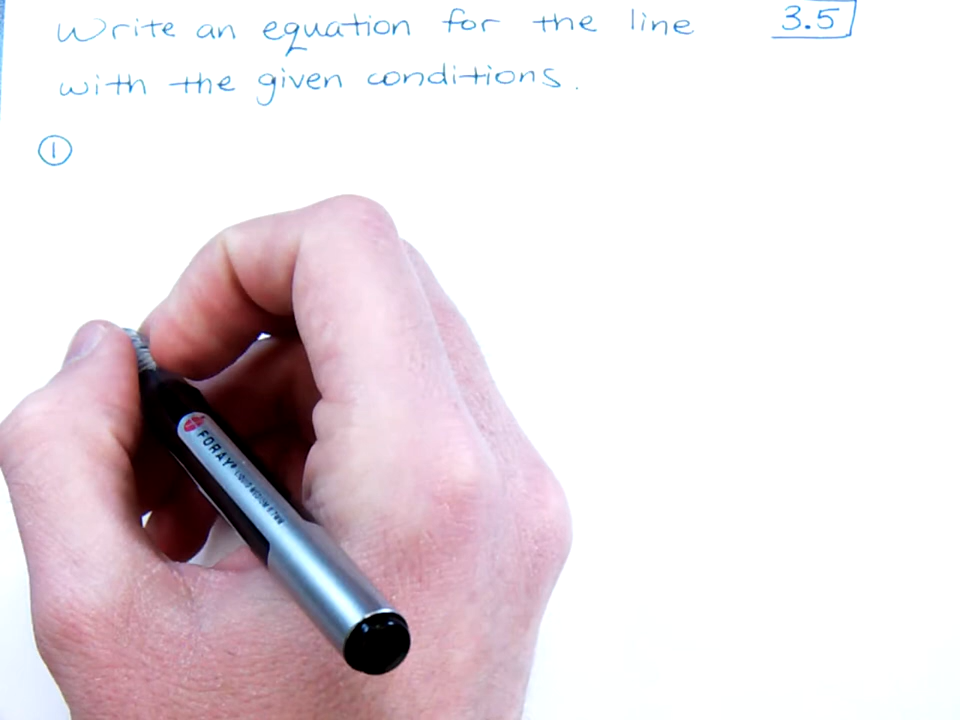 Write an equation for the line 3.5
with the given conditions.
1
FORAY